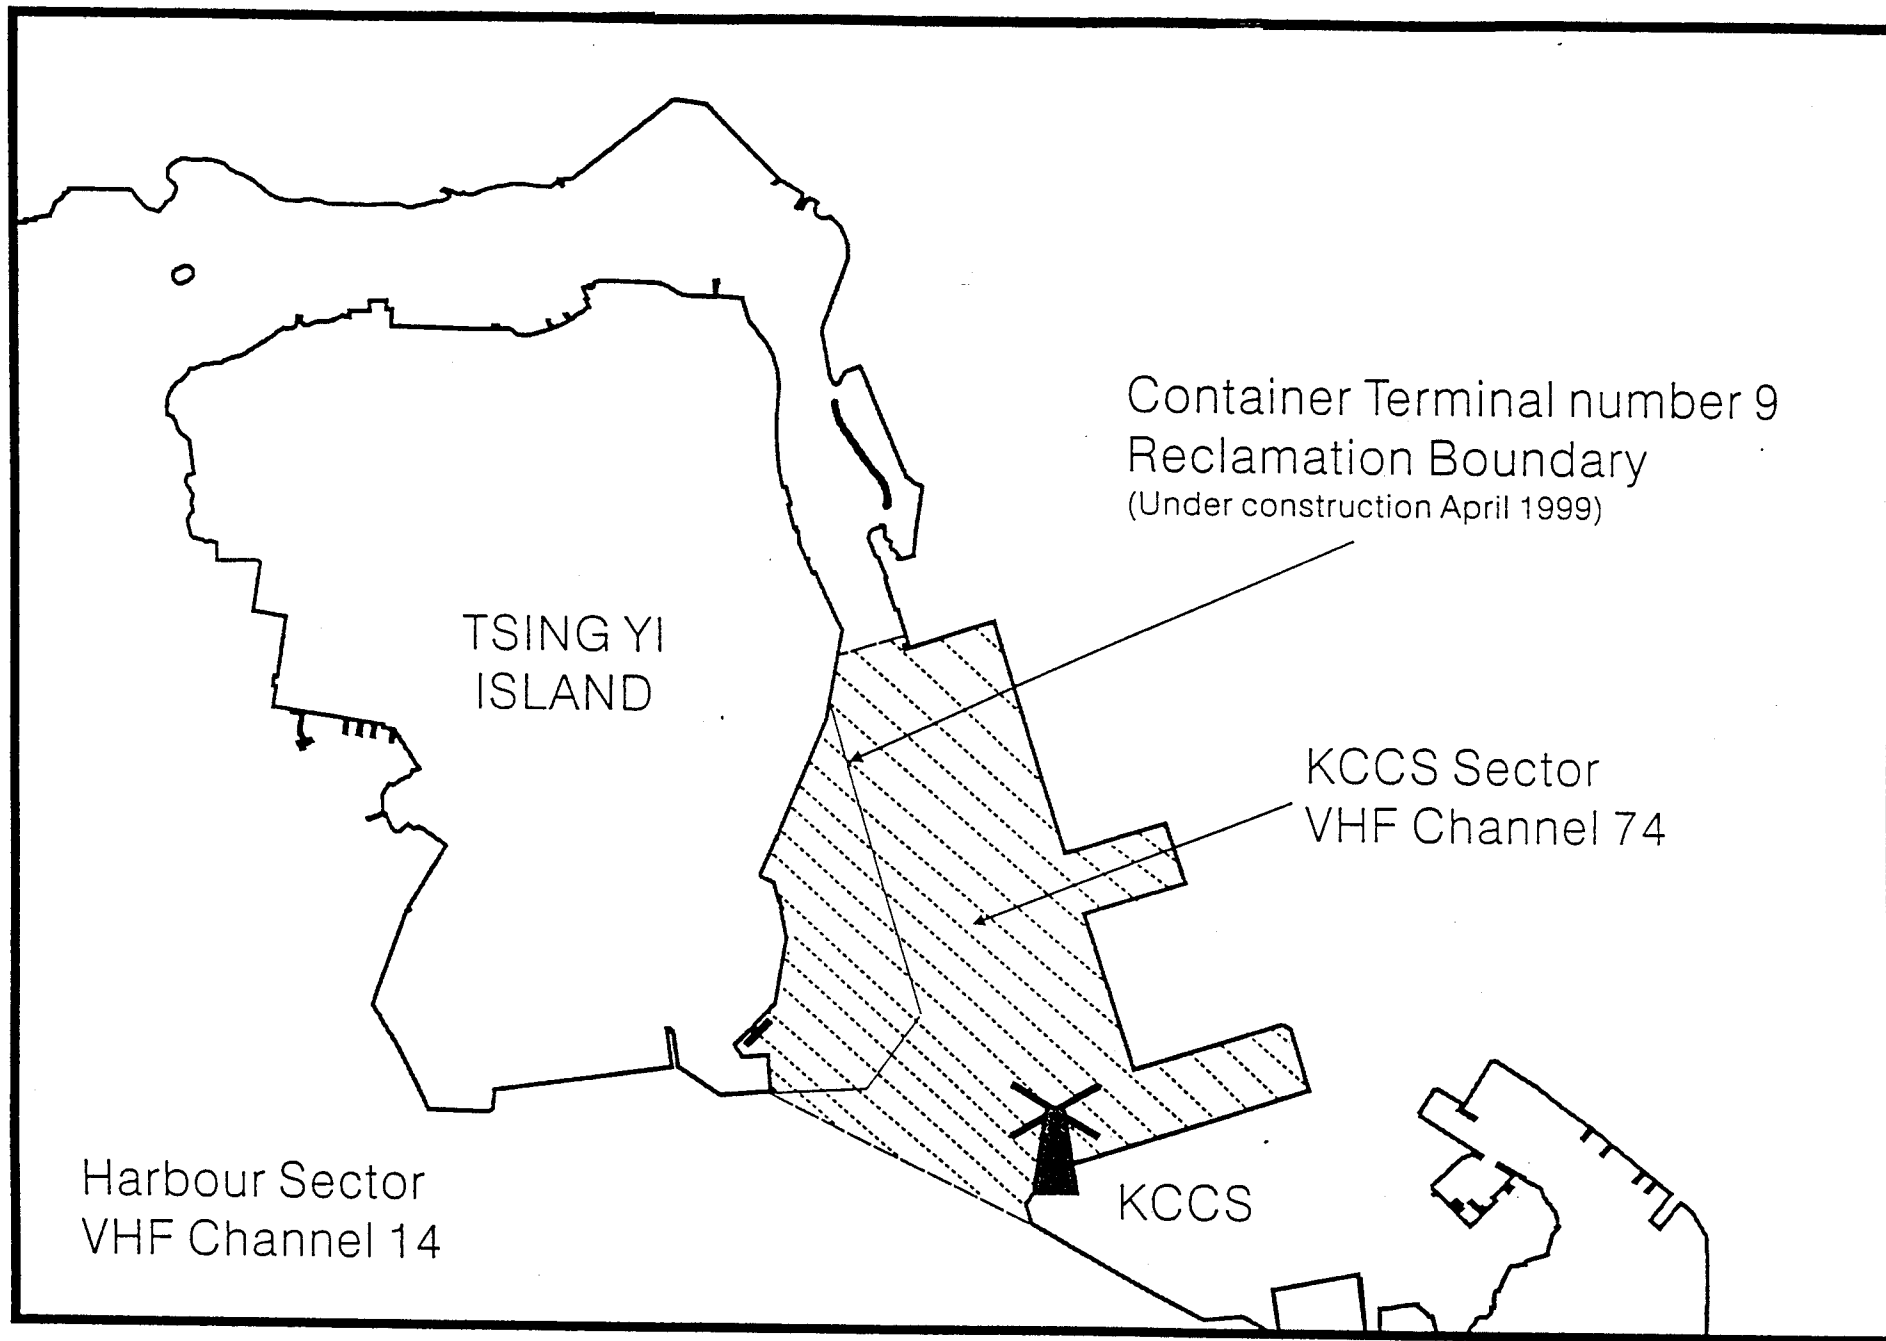 Container Terminal number 9
Reclamation Boundary
(Under construction April 1999)
TSING YI
ISLAND
KCCS Sector
VHF Channel 74
Harbour Sector
VHF Channel 14
KCCS